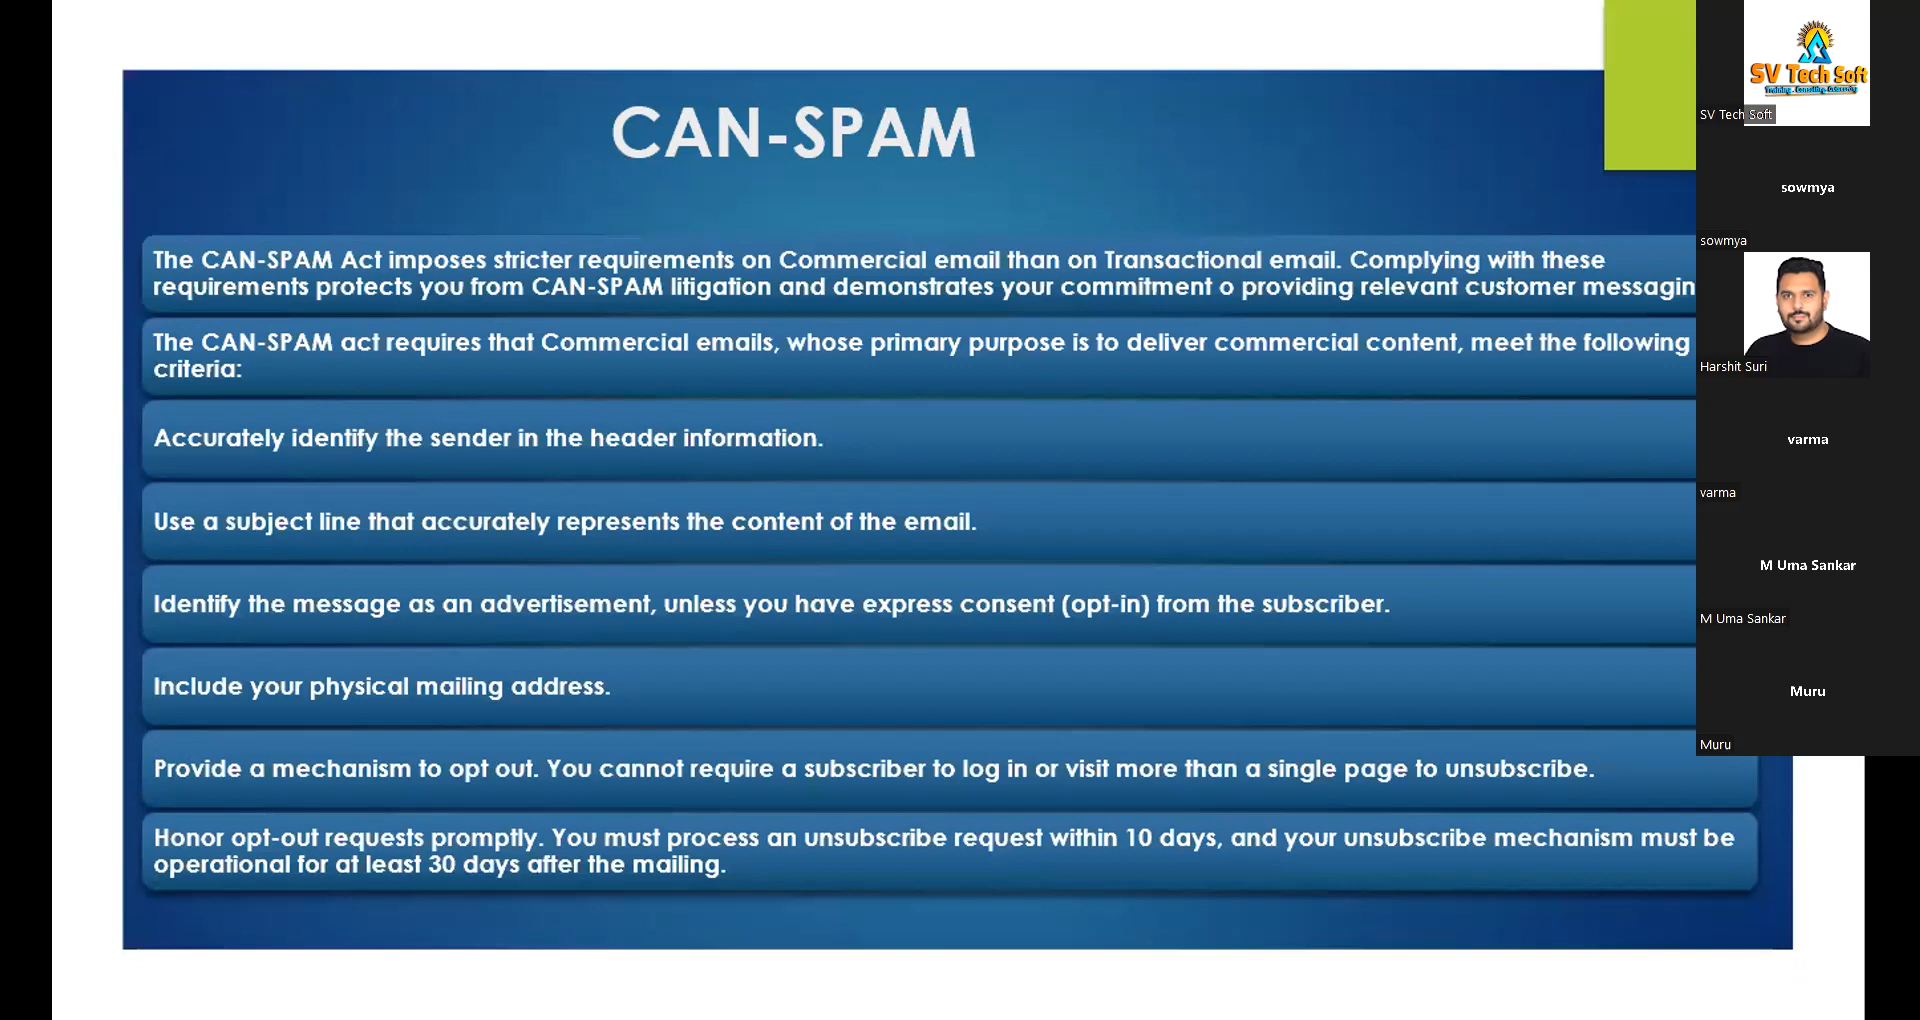 CAN-SPAM
The CAN-SPAM Act imposes stricter requirements on Commercial email than on Transactional email. Complying with these
requirements protects you from CAN-SPAM litigation and demonstrates your commitment o providing relevant customer messagin
The CAN-SPAM act requires that Commercial emails, whose primary purpose is to deliver commercial content, meet the following
criteria:
Accurately identify the sender in the header information.
Use a subject line that accurately represents the content of the email.
Identify the message as an advertisement, unless you have express consent (opt-in) from the subscriber.
Include your physical mailing address.
Provide a mechanism to opt out. You cannot require a subscriber to log in or visit more than a single page to unsubscribe.
Honor opt-out requests promptly. You must process an unsubscribe request within 10 days, and your unsubscribe mechanism must be
operational for at least 30 days after the mailing.
SV Tech Soft
SV Tech Soft
sowmya
sowmya
Harshit Suri
varma
varma
M Uma Sankar
M Uma Sankar
Muru
Muru